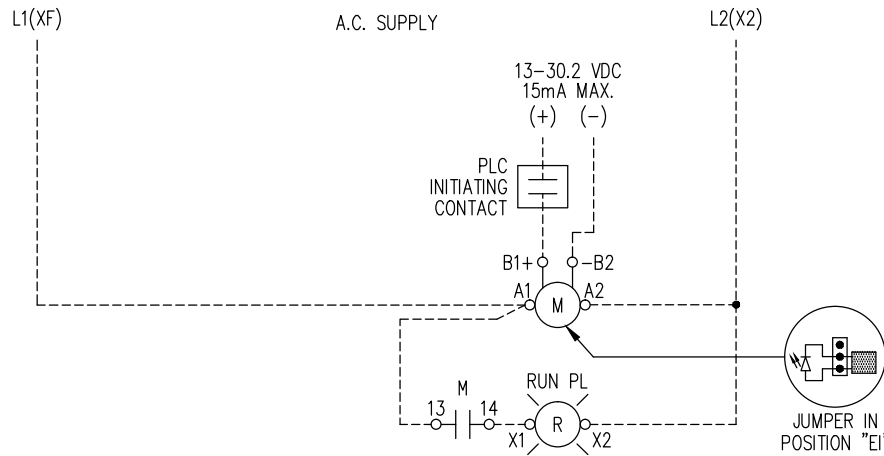 L1(XF)
A.C. SUPPLY
L2(X2)
13-30.2 VDC
15mA MAX.
(+) (-)
PLC
INITIATING
CONTACT
B1+ -B2
A1 M A2
M
RUN PL
13 14
X1 R X2
JUMPER IN
POSITION "EI"